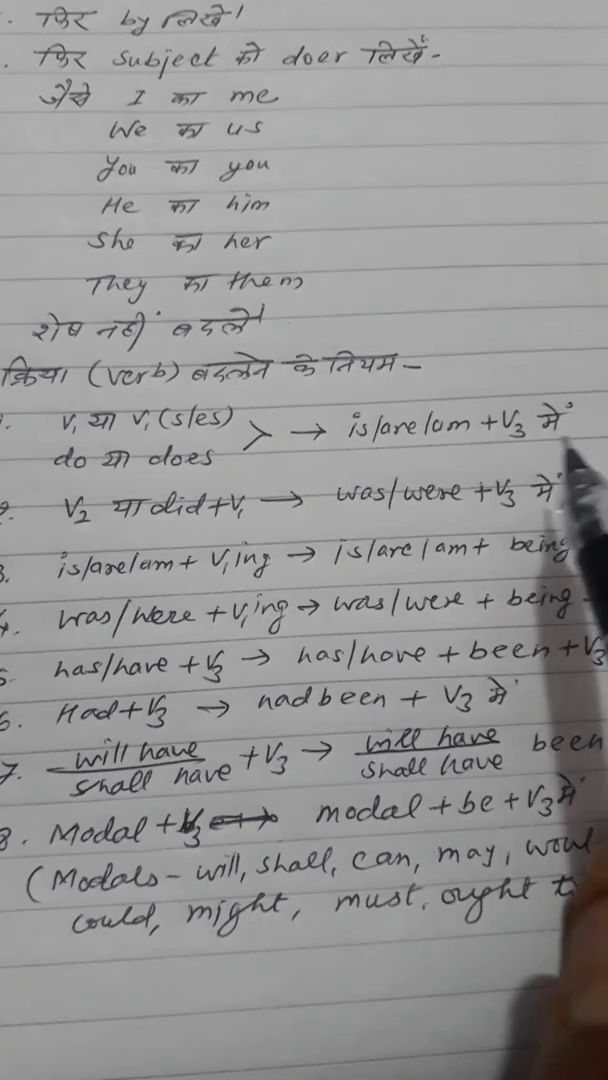 . फिर by लिखें।
. फिर subject को doer लिखें-
जैसे I का me
We का us
You का you
He का him
She का her
They का them
शेष नहीं बदलें।
क्रिया (verb) बदलने के नियम-
1. V₁ या V₁(s/es) > → is/are/am + V₃ में
do या does
2. V₂ या did+V₁ → was/were + V₃ में
3. is/are/am + V₁ing → is/are/am + being
4. was/were + V₁ing → was/were + being
5. has/have + V₃ → has/have + been + V₃
6. Had + V₃ → had been + V₃ में
7. will have/shall have + V₃ → will have/shall have been
8. Modal + V₃ → modal + be + V₃ में
(Modals - will, shall, can, may, woul
could, might, must, ought t